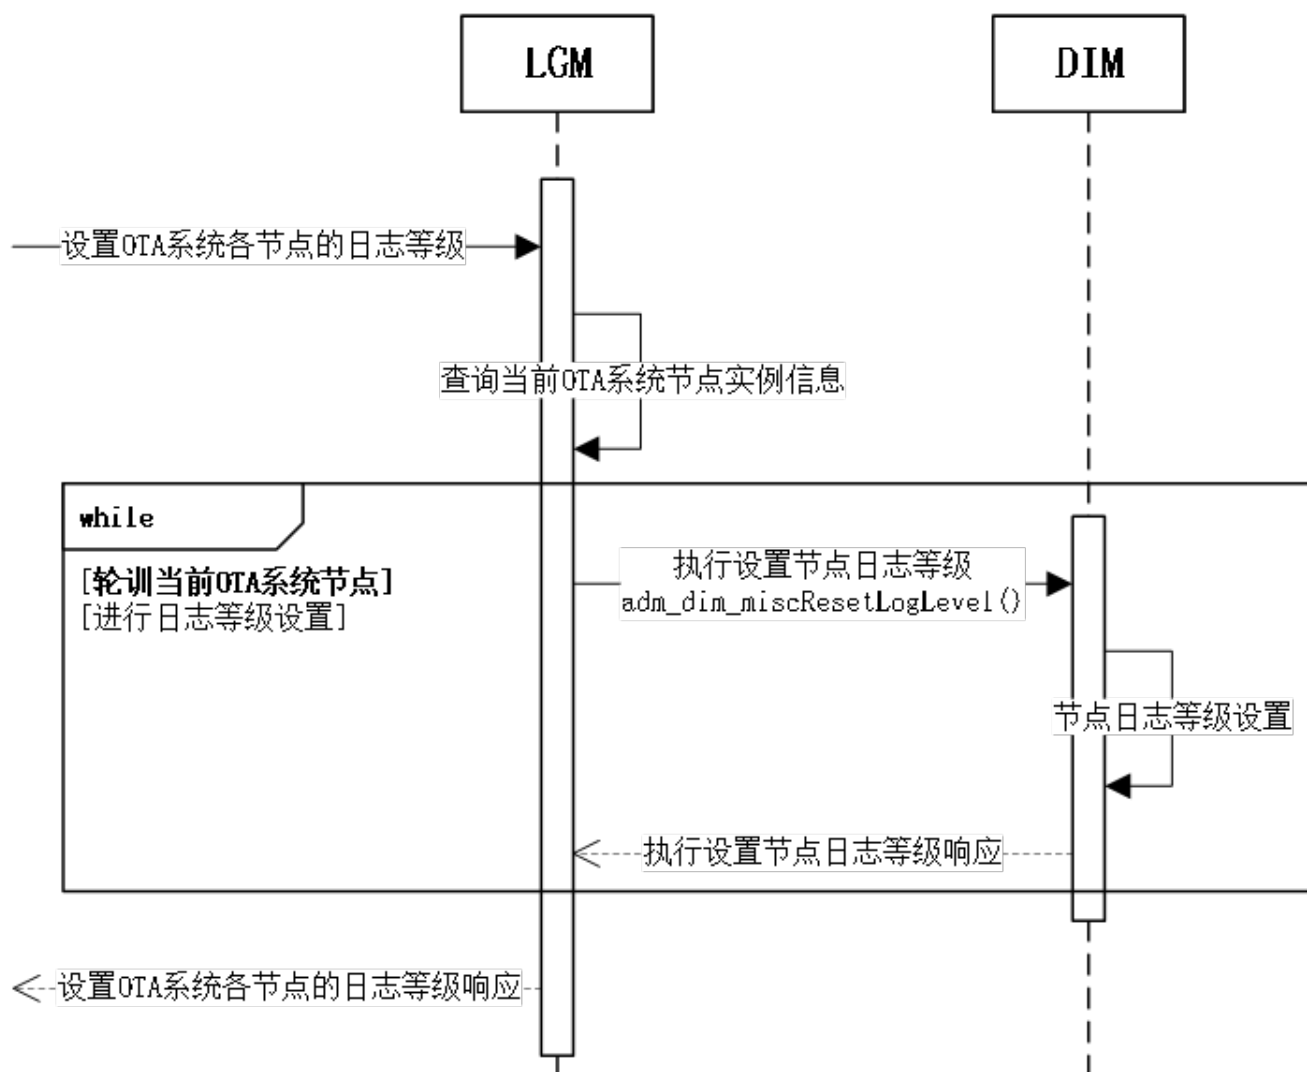 LGM
DIM
设置OTA系统各节点的日志等级
查询当前OTA系统节点实例信息
while
[轮训当前OTA系统节点]
[进行日志等级设置]
执行设置节点日志等级
adm_dim_miscResetLogLevel()
节点日志等级设置
执行设置节点日志等级响应
设置OTA系统各节点的日志等级响应